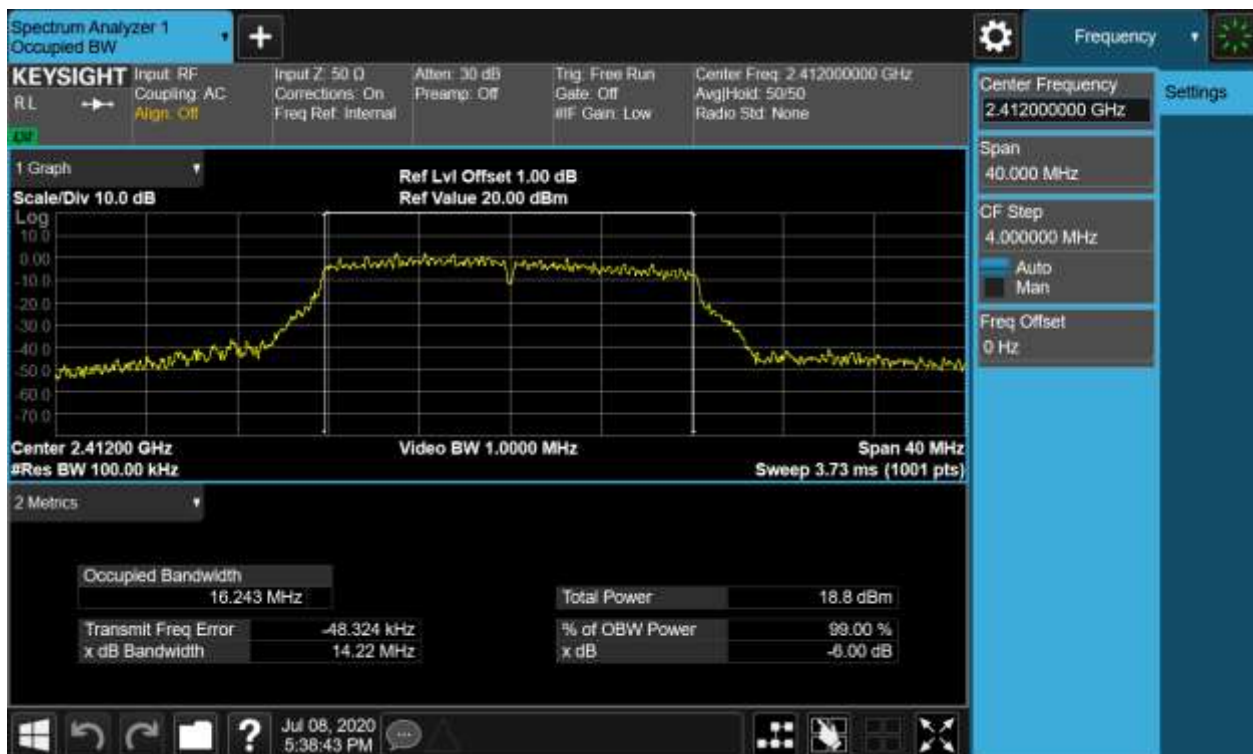 Spectrum Analyzer 1
Occupied BW
+
Frequency
KEYSIGHT
RL
Input: RF
Coupling: AC
Align: Off
Input Z: 50 Ω
Corrections: On
Freq Ref: Internal
Atten: 30 dB
Preamp: Off
Trig: Free Run
Gate: Off
#IF Gain: Low
Center Freq: 2.412000000 GHz
Avg|Hold: 50/50
Radio Std: None
Center Frequency
2.412000000 GHz
Settings
Span
40.000 MHz
CF Step
4.000000 MHz
Auto
Man
Freq Offset
0 Hz
1 Graph
Scale/Div 10.0 dB
Ref Lvl Offset 1.00 dB
Ref Value 20.00 dBm
Log
10.0
0.00
-10.0
-20.0
-30.0
-40.0
-50.0
-60.0
-70.0
Center 2.41200 GHz
#Res BW 100.00 kHz
Video BW 1.0000 MHz
Span 40 MHz
Sweep 3.73 ms (1001 pts)
2 Metrics
Occupied Bandwidth
16.243 MHz
Transmit Freq Error -48.324 kHz
x dB Bandwidth 14.22 MHz
Total Power 18.8 dBm
% of OBW Power 99.00 %
x dB -6.00 dB
?
Jul 08, 2020
5:38:43 PM